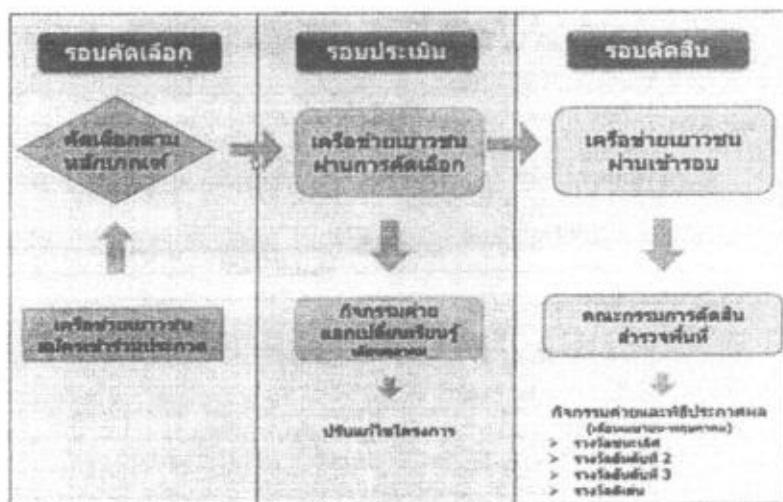 รอบคัดเลือก
คัดเลือกตาม
หลักเกณฑ์
เครือข่ายเยาวชน
สมัครเข้าร่วมประกวด
รอบประเมิน
เครือข่ายเยาวชน
ผ่านการคัดเลือก
กิจกรรมค่าย
แลกเปลี่ยนเรียนรู้
ปรับแก้ไขโครงการ
รอบตัดสิน
เครือข่ายเยาวชน
ผ่านเข้ารอบ
คณะกรรมการตัดสิน
สำรวจพื้นที่
กิจกรรมค่ายและพิธีประกาศผล
➢ รางวัลชนะเลิศ
➢ รางวัลอันดับที่ 2
➢ รางวัลอันดับที่ 3
➢ รางวัลดีเด่น